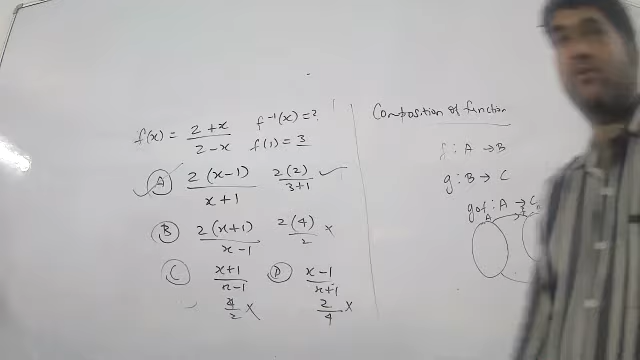 f(x) = 2+x / 2-x   f⁻¹(x) = ?
f(1) = 3
A   2(x-1) / x+1   2(2) / 3+1 ✓
B   2(x+1) / x-1   2(4) / 2 ×
C   x+1 / x-1   D   x-1 / x+1
4/2 ×   2/4 ×
Composition of function
f : A → B
g : B → C
gof : A → C
A